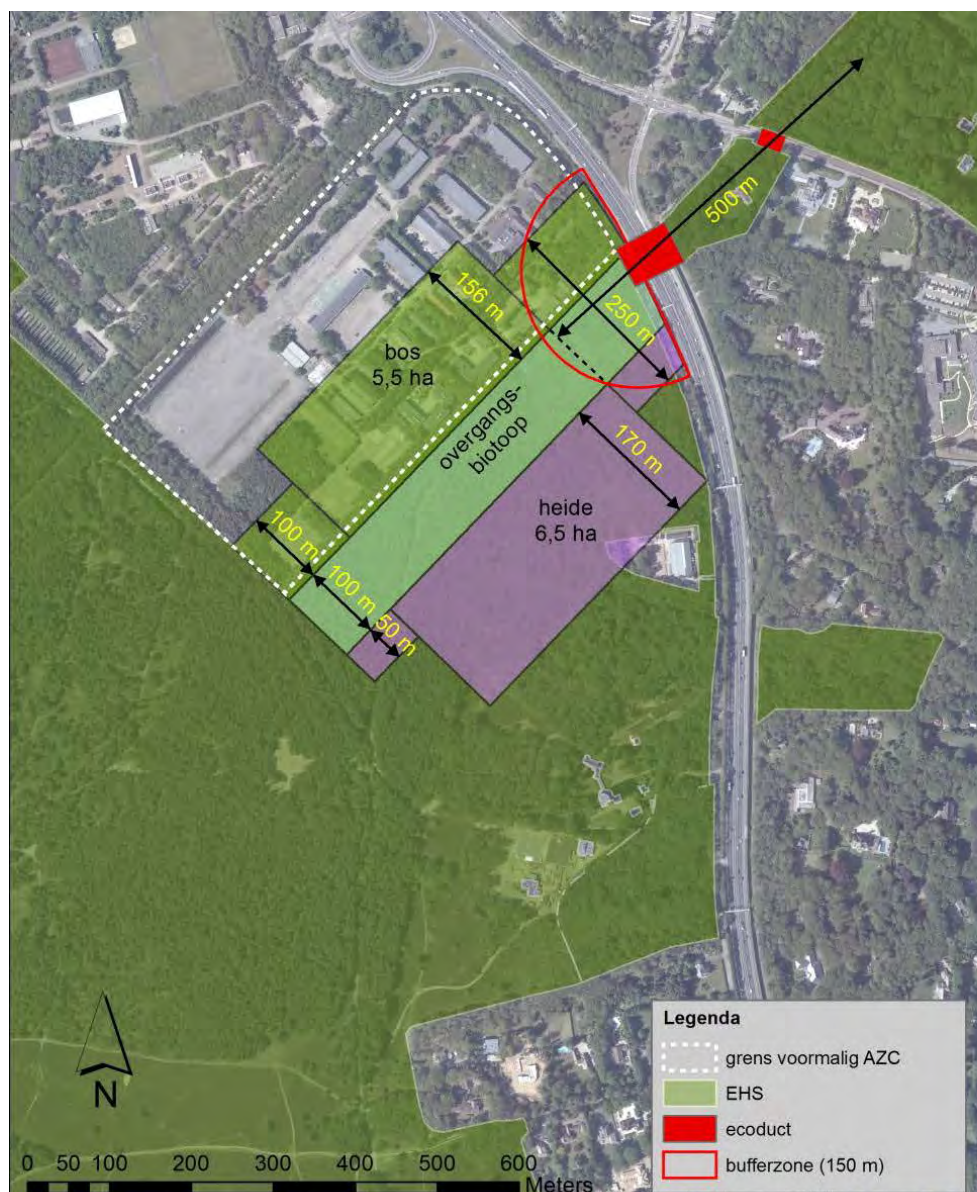 500 m
156 m
250 m
bos
5,5 ha
overgangs-
biotoop
170 m
heide
6,5 ha
100 m
100 m
50 m
N
Legenda
grens voormalig AZC
EHS
ecoduct
bufferzone (150 m)
0 50 100 200 300 400 500 600
Meters